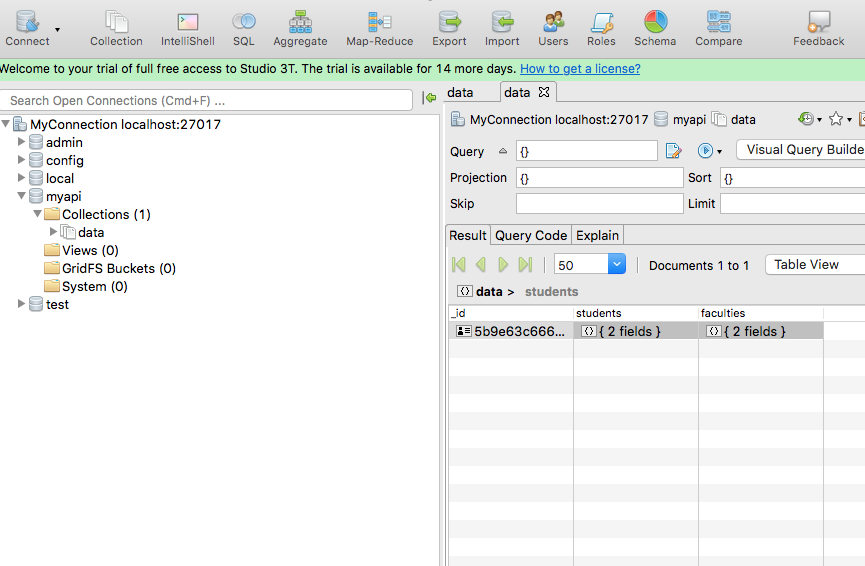 Connect Collection IntelliShell SQL Aggregate Map-Reduce Export Import Users Roles Schema Compare Feedback
Welcome to your trial of full free access to Studio 3T. The trial is available for 14 more days. How to get a license?
Search Open Connections (Cmd+F) ...
MyConnection localhost:27017
admin
config
local
myapi
Collections (1)
data
Views (0)
GridFS Buckets (0)
System (0)
test
data data
MyConnection localhost:27017 myapi data
Query {} Visual Query Builde
Projection {} Sort {}
Skip Limit
Result Query Code Explain
50 Documents 1 to 1 Table View
data > students
_id students faculties
5b9e63c666... { 2 fields } { 2 fields }